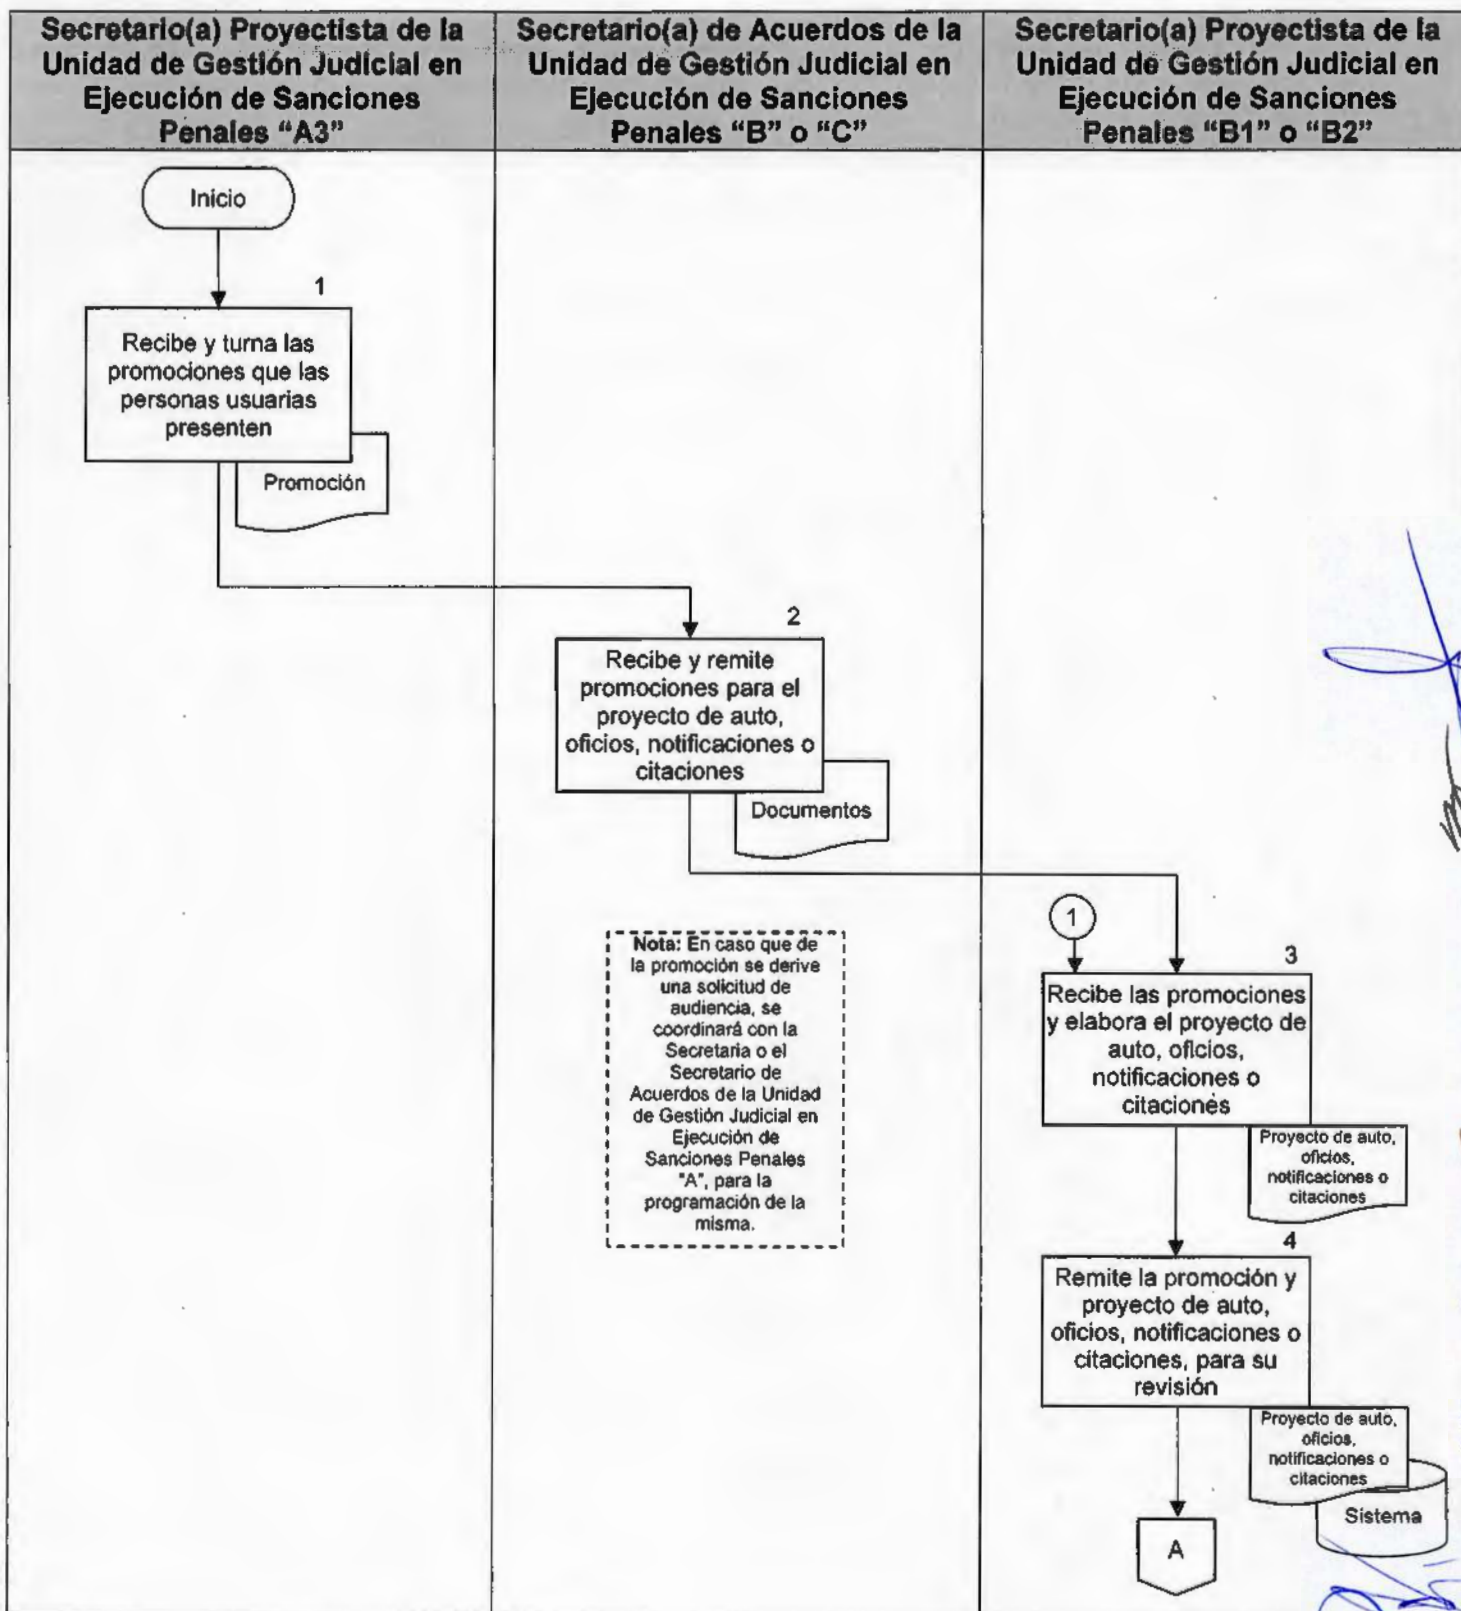 Secretario(a) Proyectista de la
Unidad de Gestión Judicial en
Ejecución de Sanciones
Penales “A3”
Secretario(a) de Acuerdos de la
Unidad de Gestión Judicial en
Ejecución de Sanciones
Penales “B” o “C”
Secretario(a) Proyectista de la
Unidad de Gestión Judicial en
Ejecución de Sanciones
Penales “B1” o “B2”
Inicio
1
Recibe y turna las
promociones que las
personas usuarias
presenten
Promoción
2
Recibe y remite
promociones para el
proyecto de auto,
oficios, notificaciones o
citaciones
Documentos
Nota: En caso que de
la promoción se derive
una solicitud de
audiencia, se
coordinará con la
Secretaria o el
Secretario de
Acuerdos de la Unidad
de Gestión Judicial en
Ejecución de
Sanciones Penales
"A", para la
programación de la
misma.
1
3
Recibe las promociones
y elabora el proyecto de
auto, oficios,
notificaciones o
citaciones
Proyecto de auto,
oficios,
notificaciones o
citaciones
4
Remite la promoción y
proyecto de auto,
oficios, notificaciones o
citaciones, para su
revisión
Proyecto de auto,
oficios,
notificaciones o
citaciones
Sistema
A